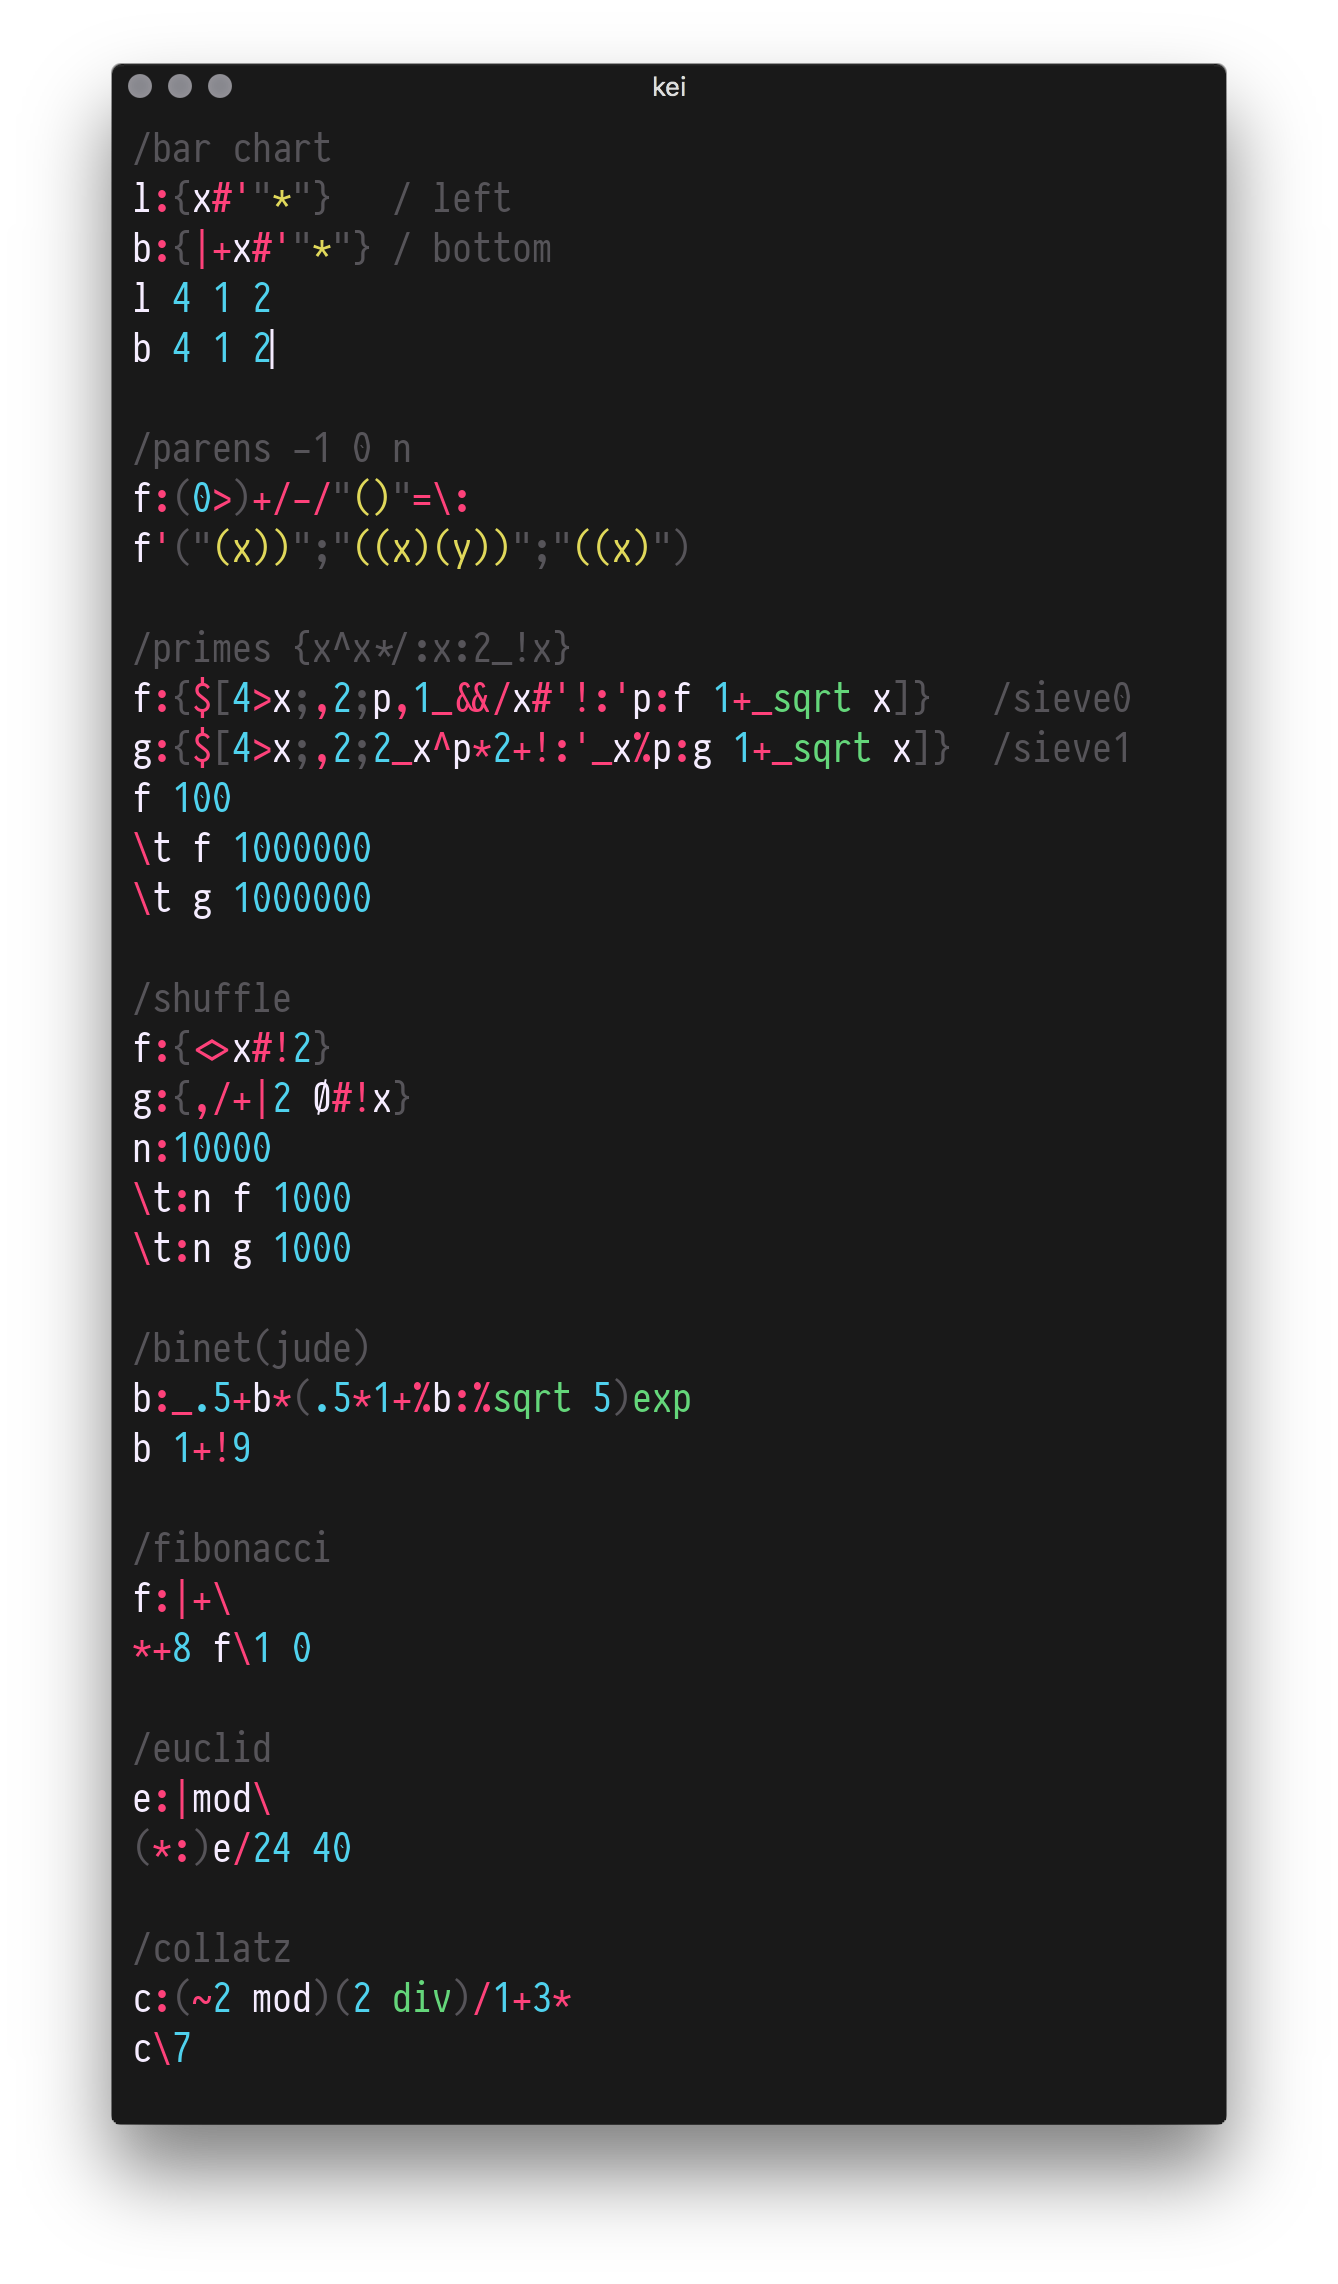 kei
/bar chart
l:{x#'"*"}   / left
b:{|+x#'"*"} / bottom
l 4 1 2
b 4 1 2
/parens -1 0 n
f:(0>)+/-/"()"=\:
f'("(x))";"((x)(y))";"((x)")
/primes {x^x*/:x:2_!x}
f:{$[4>x;,2;p,1_&&/x#'!:'p:f 1+_sqrt x]}   /sieve0
g:{$[4>x;,2;2_x^p*2+!:'_x%p:g 1+_sqrt x]}  /sieve1
f 100
\t f 1000000
\t g 1000000
/shuffle
f:{<>x#!2}
g:{,/+|2 Ø#!x}
n:10000
\t:n f 1000
\t:n g 1000
/binet(jude)
b:_.5+b*(.5*1+%b:%sqrt 5)exp
b 1+!9
/fibonacci
f:|+\
*+8 f\1 0
/euclid
e:|mod\
(*:)e/24 40
/collatz
c:(~2 mod)(2 div)/1+3*
c\7